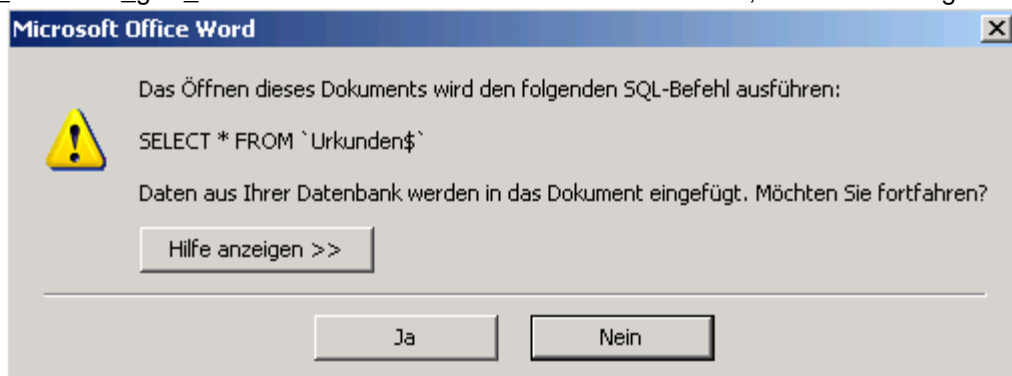 Microsoft Office Word
Das Öffnen dieses Dokuments wird den folgenden SQL-Befehl ausführen:
SELECT * FROM `Urkunden$`
Daten aus Ihrer Datenbank werden in das Dokument eingefügt. Möchten Sie fortfahren?
Hilfe anzeigen >>
Ja
Nein